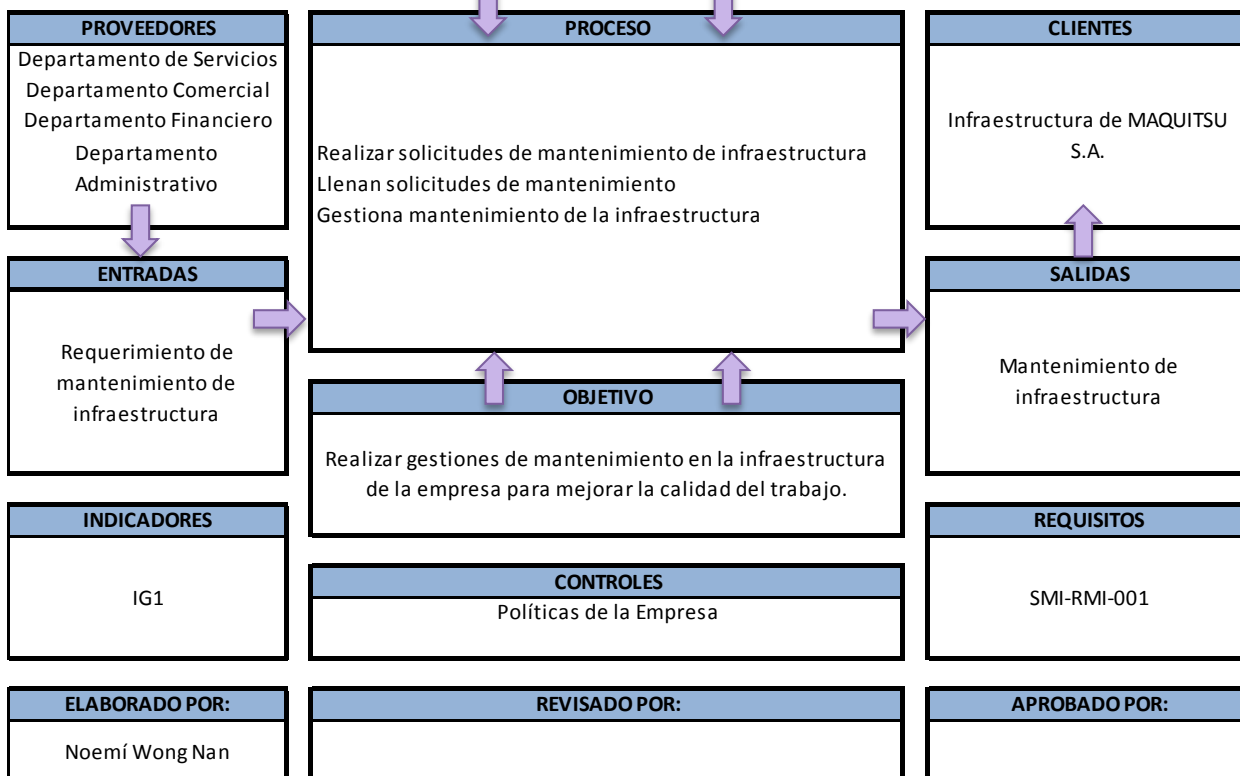 PROVEEDORES
Departamento de Servicios
Departamento Comercial
Departamento Financiero
Departamento
Administrativo
PROCESO
Realizar solicitudes de mantenimiento de infraestructura
Llenan solicitudes de mantenimiento
Gestiona mantenimiento de la infraestructura
CLIENTES
Infraestructura de MAQUITSU
S.A.
ENTRADAS
Requerimiento de
mantenimiento de
infraestructura
OBJETIVO
Realizar gestiones de mantenimiento en la infraestructura
de la empresa para mejorar la calidad del trabajo.
SALIDAS
Mantenimiento de
infraestructura
INDICADORES
IG1
CONTROLES
Políticas de la Empresa
REQUISITOS
SMI-RMI-001
ELABORADO POR:
Noemí Wong Nan
REVISADO POR:
APROBADO POR: